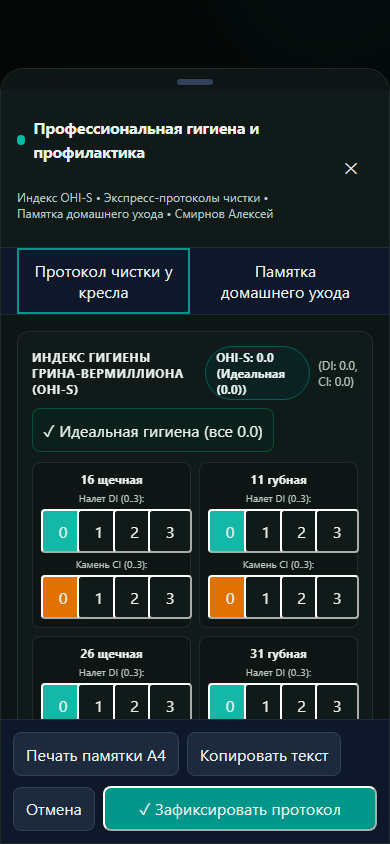 Профессиональная гигиена и
профилактика
×
Индекс OHI-S • Экспресс-протоколы чистки •
Памятка домашнего ухода • Смирнов Алексей
Протокол чистки у
кресла
Памятка
домашнего ухода
ИНДЕКС ГИГИЕНЫ
ГРИНА-ВЕРМИЛЛИОНА
(OHI-S)
OHI-S: 0.0
(Идеальная
(0.0))
(DI: 0.0,
CI: 0.0)
✓ Идеальная гигиена (все 0.0)
16 щечная
Налет DI (0..3):
0 1 2 3
Камень CI (0..3):
0 1 2 3
11 губная
Налет DI (0..3):
0 1 2 3
Камень CI (0..3):
0 1 2 3
26 щечная
Налет DI (0..3):
0 1 2 3
31 губная
Налет DI (0..3):
0 1 2 3
Печать памятки А4
Копировать текст
Отмена
✓ Зафиксировать протокол